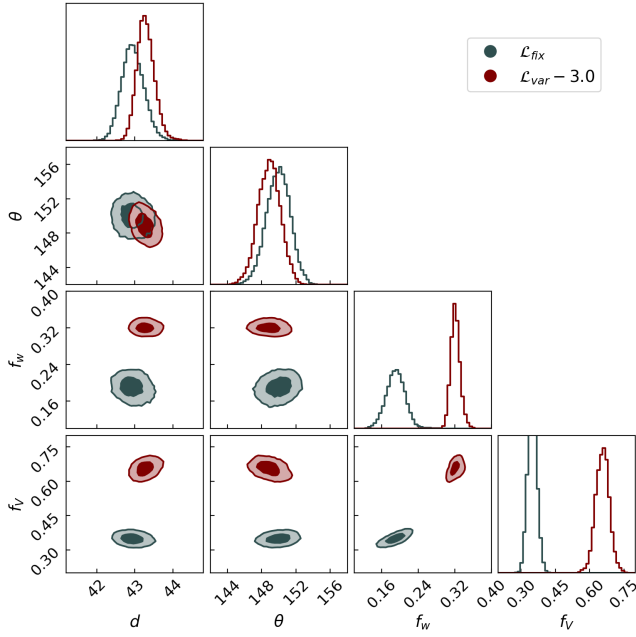 ℒ_fix
ℒ_var − 3.0
θ
156
152
148
144
f_w
0.40
0.32
0.24
0.16
f_V
0.75
0.60
0.45
0.30
42 43 44
144 148 152 156
0.16 0.24 0.32 0.40
0.30 0.45 0.60 0.75
d θ f_w f_V